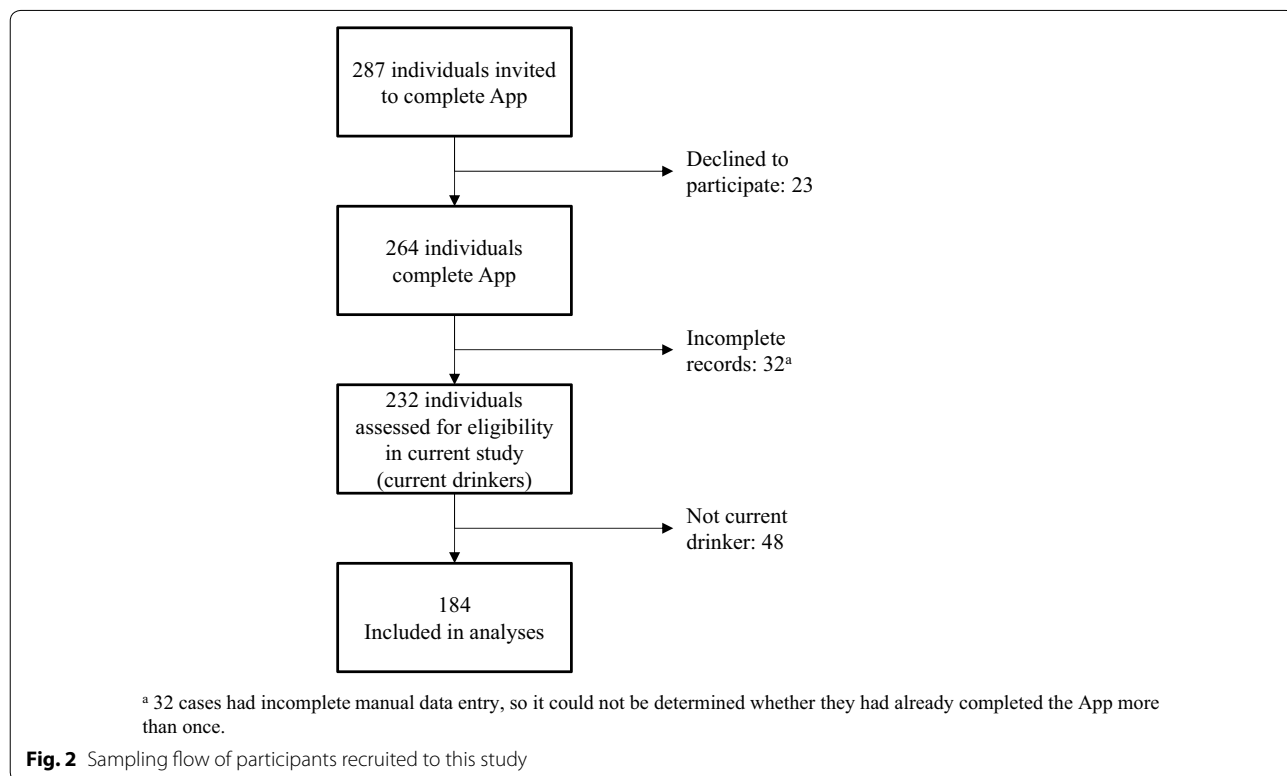 287 individuals invited
to complete App
Declined to
participate: 23
264 individuals
complete App
Incomplete
records: 32ᵃ
232 individuals
assessed for eligibility
in current study
(current drinkers)
Not current
drinker: 48
184
Included in analyses
ᵃ 32 cases had incomplete manual data entry, so it could not be determined whether they had already completed the App more
than once.
Fig. 2 Sampling flow of participants recruited to this study